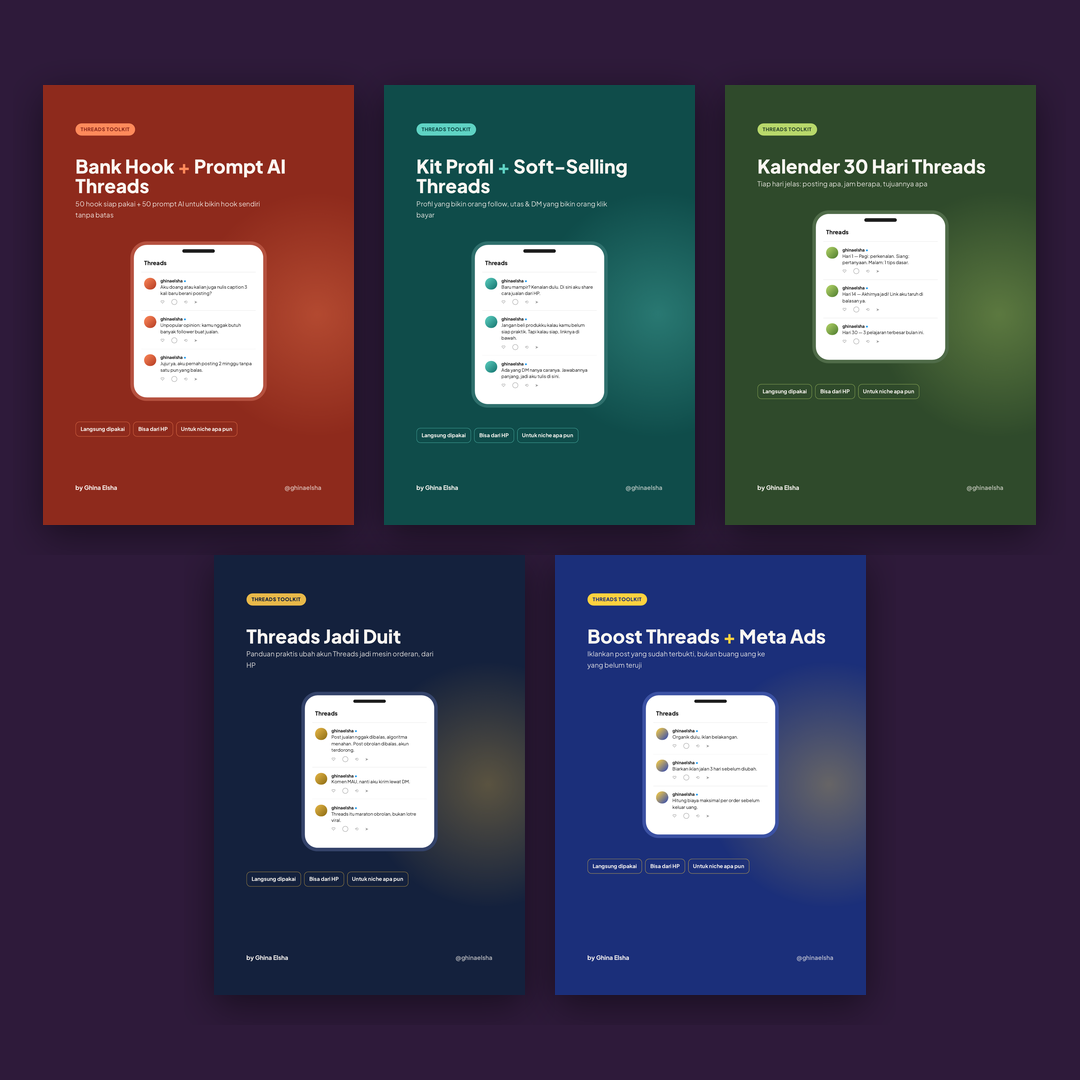 THREADS TOOLKIT
Bank Hook + Prompt AI
Threads
50 hook siap pakai + 50 prompt AI untuk bikin hook sendiri
tanpa batas
Threads
ghinaelsha
Aku doang atau kalian juga nulis caption 3
kali baru berani posting?
ghinaelsha
Unpopular opinion: kamu nggak butuh
banyak follower buat jualan.
ghinaelsha
Jujur ya, aku pernah posting 2 minggu tanpa
satu pun yang balas.
Langsung dipakai
Bisa dari HP
Untuk niche apa pun
by Ghina Elsha
@ghinaelsha
THREADS TOOLKIT
Kit Profil + Soft-Selling
Threads
Profil yang bikin orang follow, utas & DM yang bikin orang klik
bayar
Threads
ghinaelsha
Baru mampir? Kenalan dulu. Di sini aku share
cara jualan dari HP.
ghinaelsha
Jangan beli produkku kalau kamu belum
siap praktik. Tapi kalau siap, linknya di
bawah.
ghinaelsha
Ada yang DM nanya caranya. Jawabannya
panjang, jadi aku tulis di sini.
Langsung dipakai
Bisa dari HP
Untuk niche apa pun
by Ghina Elsha
@ghinaelsha
THREADS TOOLKIT
Kalender 30 Hari Threads
Tiap hari jelas: posting apa, jam berapa, tujuannya apa
Threads
ghinaelsha
Hari 1 — Pagi: perkenalan. Siang:
pertanyaan. Malam: 1 tips dasar.
ghinaelsha
Hari 14 — Akhirnya jadi! Link aku taruh di
balasan ya.
ghinaelsha
Hari 30 — 3 pelajaran terbesar bulan ini.
Langsung dipakai
Bisa dari HP
Untuk niche apa pun
by Ghina Elsha
@ghinaelsha
THREADS TOOLKIT
Threads Jadi Duit
Panduan praktis ubah akun Threads jadi mesin orderan, dari
HP
Threads
ghinaelsha
Post jualan nggak dibalas, algoritma
menahan. Post obrolan dibalas, akun
terdorong.
ghinaelsha
Komen MAU, nanti aku kirim lewat DM.
ghinaelsha
Threads itu maraton obrolan, bukan lotre
viral.
Langsung dipakai
Bisa dari HP
Untuk niche apa pun
by Ghina Elsha
@ghinaelsha
THREADS TOOLKIT
Boost Threads + Meta Ads
Iklankan post yang sudah terbukti, bukan buang uang ke
yang belum teruji
Threads
ghinaelsha
Organik dulu, iklan belakangan.
ghinaelsha
Biarkan iklan jalan 3 hari sebelum diubah.
ghinaelsha
Hitung biaya maksimal per order sebelum
keluar uang.
Langsung dipakai
Bisa dari HP
Untuk niche apa pun
by Ghina Elsha
@ghinaelsha